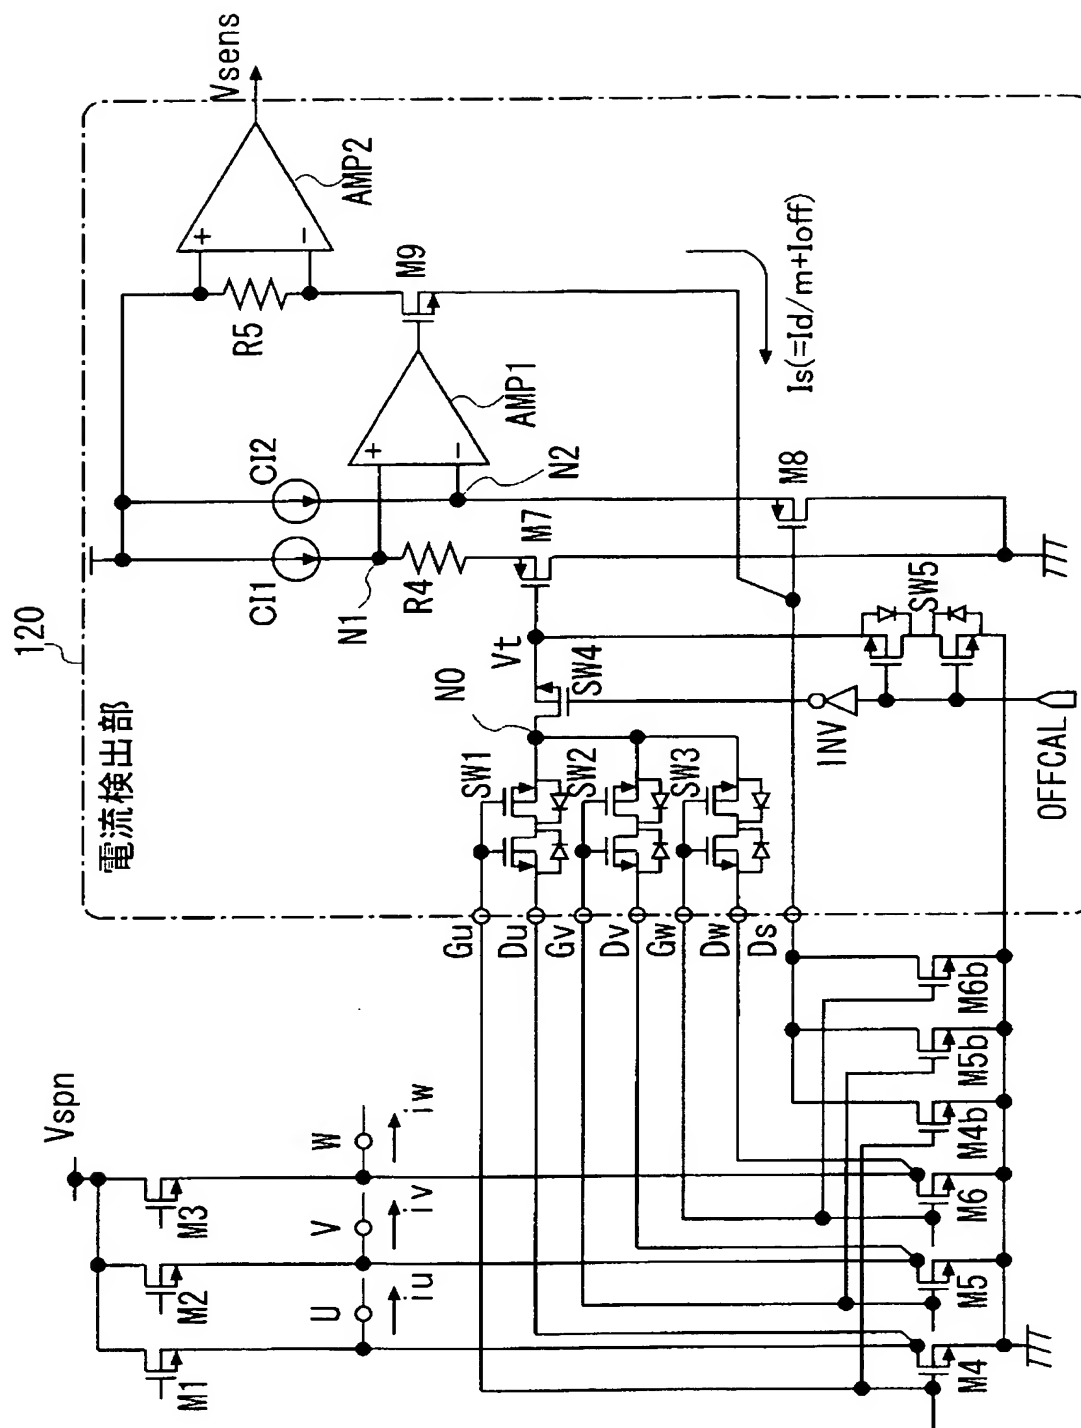 120
電流検出部
Vspn
M1
M2
M3
U
V
W
iu
iv
iw
M4
M5
M6
M4b
M5b
M6b
Gu
Du
Gv
Dv
Gw
Dw
Ds
SW1
SW2
SW3
N0
Vt
SW4
INV
SW5
OFFCAL
CI1
CI2
N1
N2
R4
M7
M8
AMP1
M9
R5
AMP2
Vsens
Is(=Id/m+Ioff)
+
−
+
−